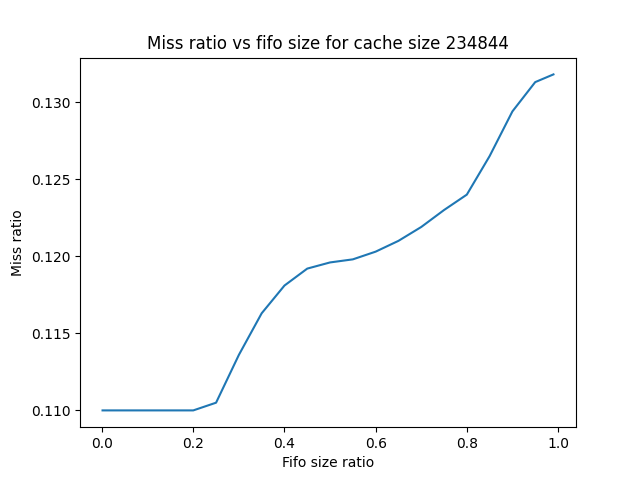 Miss ratio vs fifo size for cache size 234844
0.130
0.125
0.120
0.115
0.110
Miss ratio
0.0 0.2 0.4 0.6 0.8 1.0
Fifo size ratio